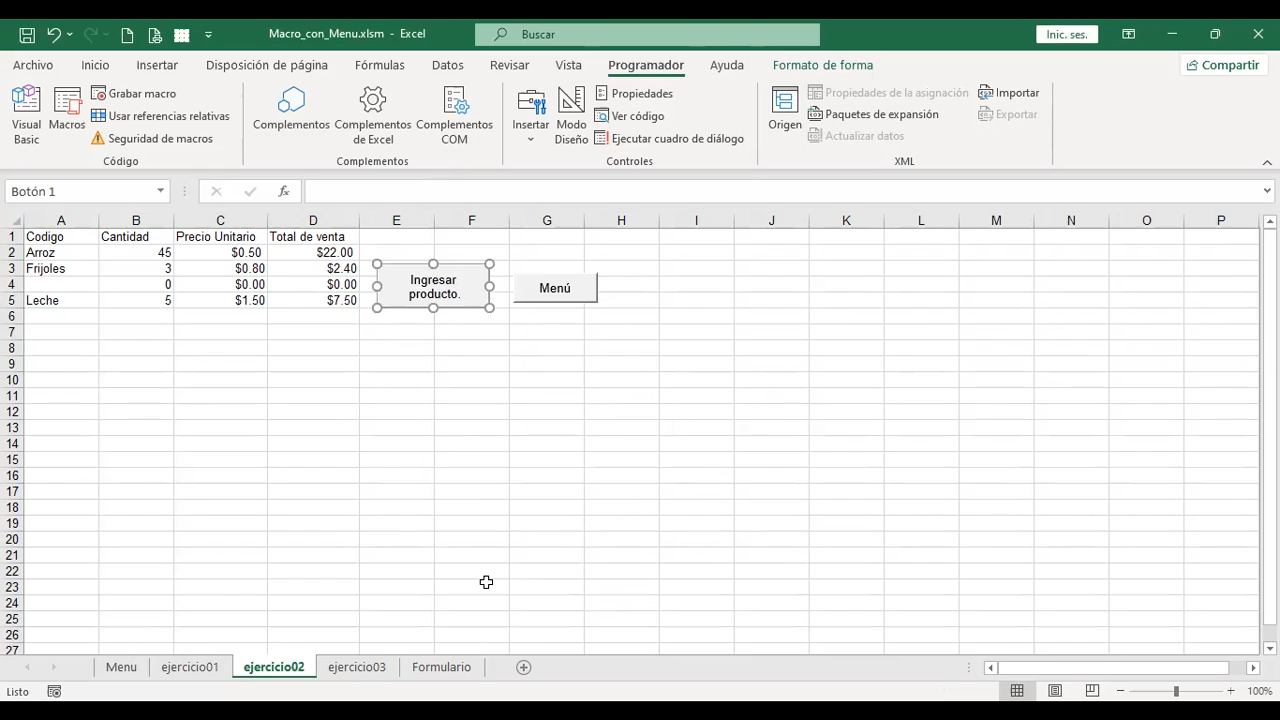 Macro_con_Menu.xlsm - Excel
Buscar
Inic. ses.
Archivo Inicio Insertar Disposición de página Fórmulas Datos Revisar Vista Programador Ayuda Formato de forma Compartir
Visual Basic
Macros
Grabar macro
Usar referencias relativas
Seguridad de macros
Código
Complementos
Complementos de Excel
Complementos COM
Complementos
Insertar
Modo Diseño
Propiedades
Ver código
Ejecutar cuadro de diálogo
Controles
Origen
Propiedades de la asignación
Paquetes de expansión
Actualizar datos
Importar
Exportar
XML
Botón 1
fx
A B C D E F G H I J K L M N O P
1 Codigo Cantidad Precio Unitario Total de venta
2 Arroz 45 $0.50 $22.00
3 Frijoles 3 $0.80 $2.40
4 0 $0.00 $0.00
5 Leche 5 $1.50 $7.50
Ingresar
producto.
Menú
6
7
8
9
10
11
12
13
14
15
16
17
18
19
20
21
22
23
24
25
26
27
Menu ejercicio01 ejercicio02 ejercicio03 Formulario
Listo
100%